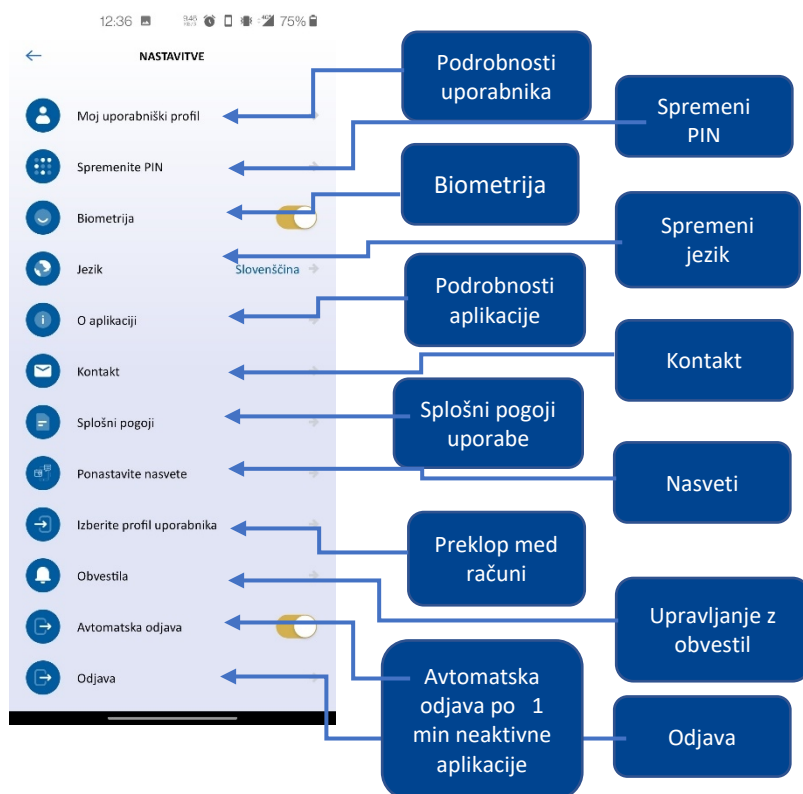 12:36 75%
NASTAVITVE
Moj uporabniški profil
Spremenite PIN
Biometrija
Jezik Slovenščina
O aplikaciji
Kontakt
Splošni pogoji
Ponastavite nasvete
Izberite profil uporabnika
Obvestila
Avtomatska odjava
Odjava
Podrobnosti
uporabnika
Spremeni
PIN
Biometrija
Spremeni
jezik
Podrobnosti
aplikacije
Kontakt
Splošni pogoji
uporabe
Nasveti
Preklop med
računi
Upravljanje z
obvestil
Avtomatska
odjava po 1
min neaktivne
aplikacije
Odjava